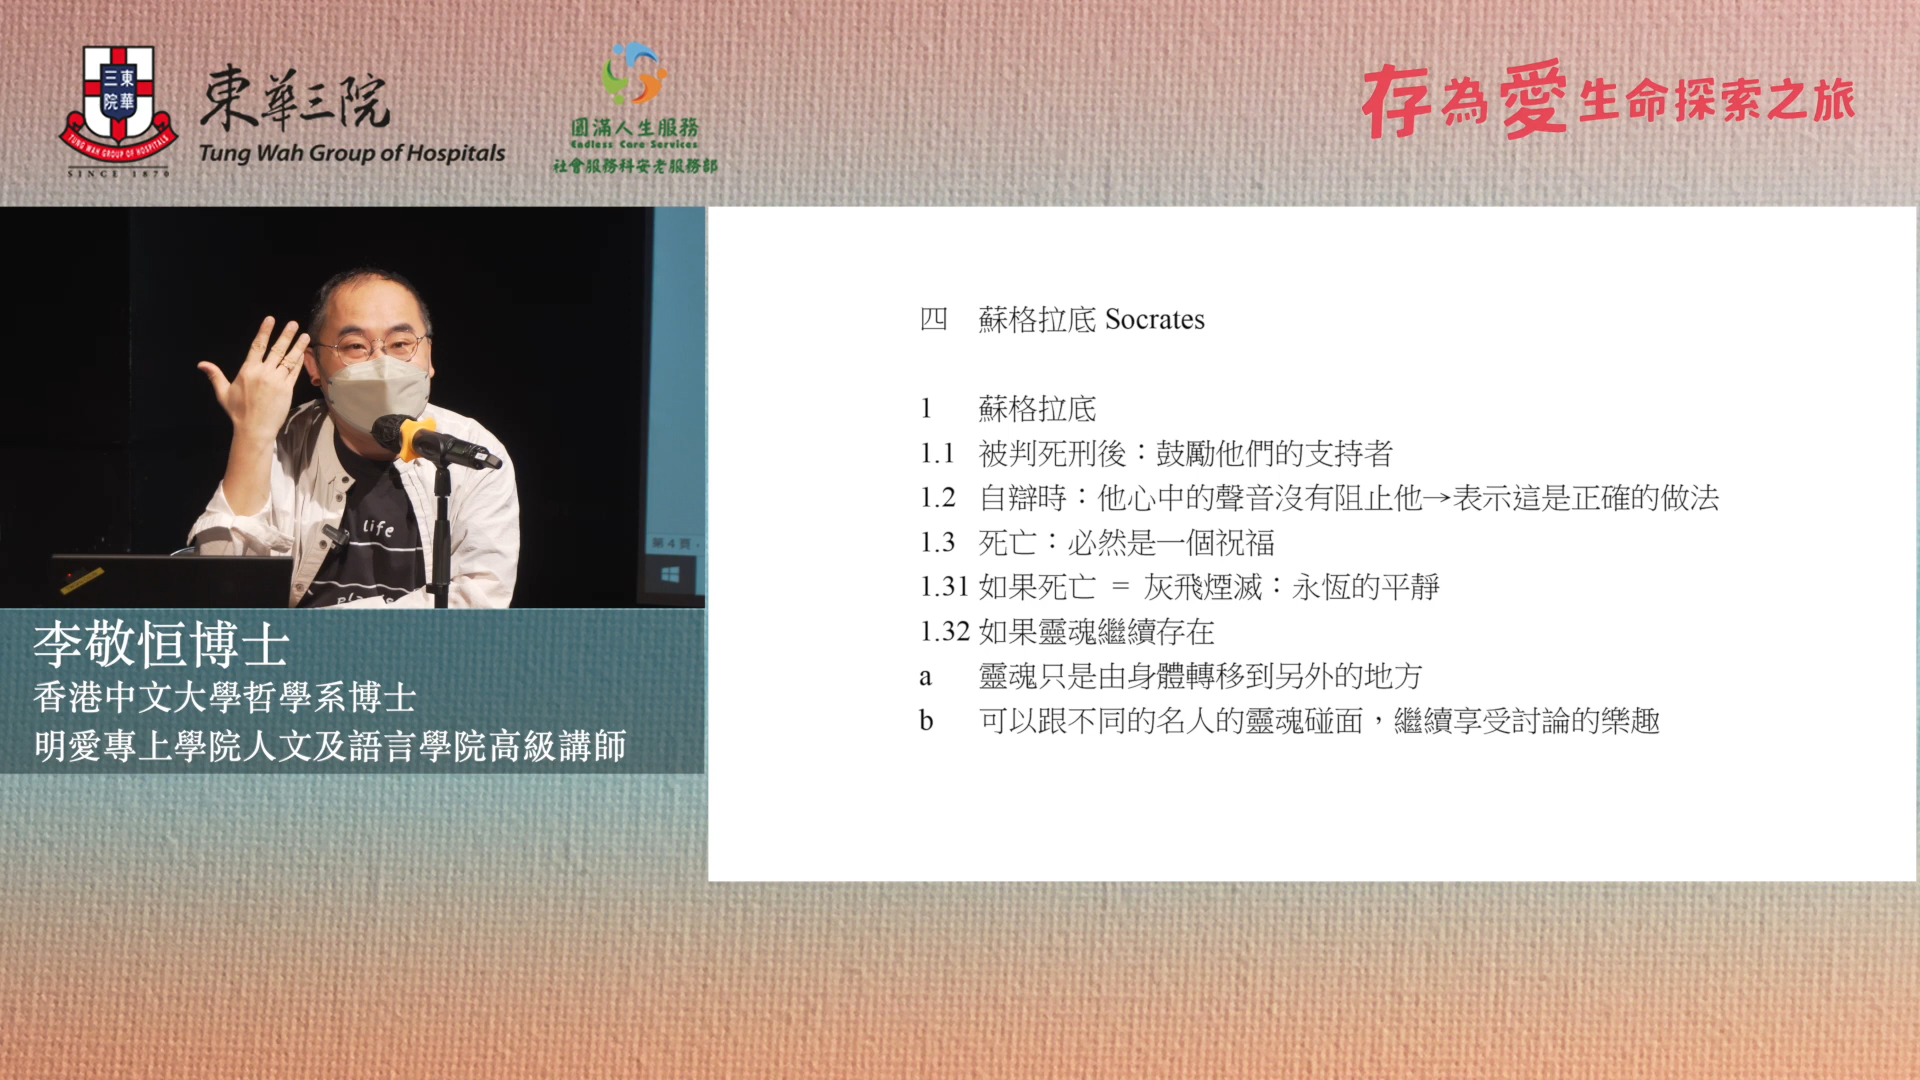 東華三院
東華三院
TUNG WAH GROUP OF HOSPITALS
SINCE 1870
Tung Wah Group of Hospitals
圓滿人生服務
Endless Care Services
社會服務科安老服務部
存為愛生命探索之旅
life
第 4 頁
李敬恒博士
香港中文大學哲學系博士
明愛專上學院人文及語言學院高級講師
四 蘇格拉底 Socrates
1 蘇格拉底
1.1 被判死刑後：鼓勵他們的支持者
1.2 自辯時：他心中的聲音沒有阻止他→表示這是正確的做法
1.3 死亡：必然是一個祝福
1.31 如果死亡 = 灰飛煙滅：永恆的平靜
1.32 如果靈魂繼續存在
a 靈魂只是由身體轉移到另外的地方
b 可以跟不同的名人的靈魂碰面，繼續享受討論的樂趣